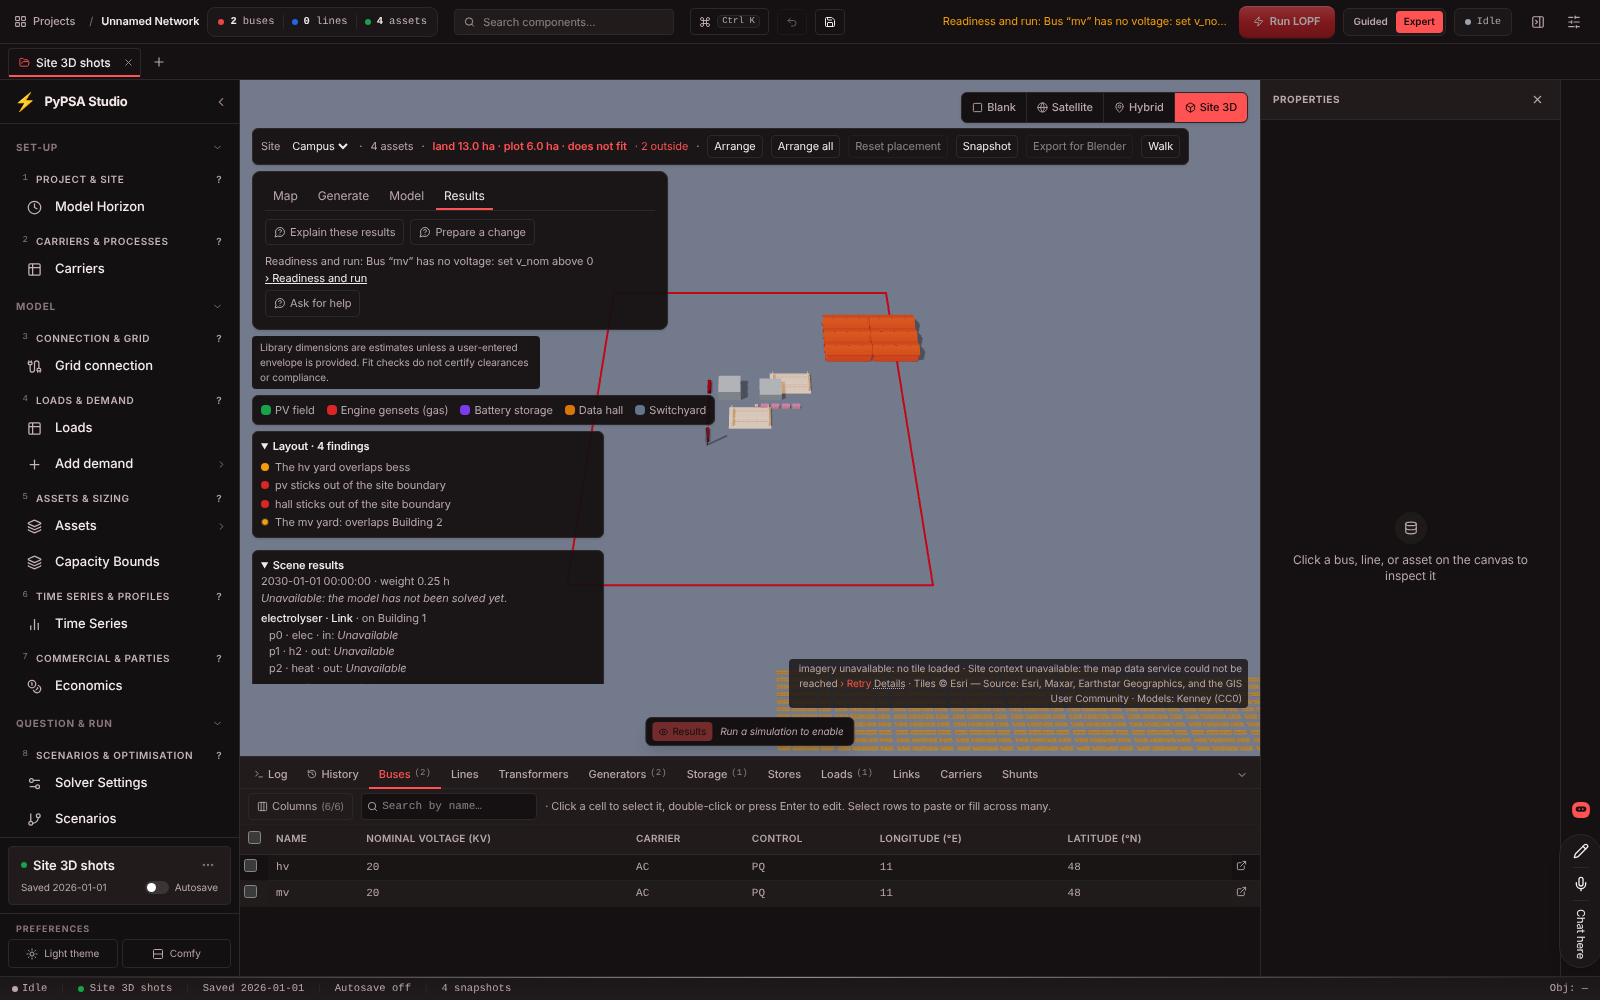 Projects / Unnamed Network
2 buses
0 lines
4 assets
Search components...
⌘ Ctrl K
Readiness and run: Bus “mv” has no voltage: set v_no...
Run LOPF
Guided
Expert
Idle
Site 3D shots
PyPSA Studio
SET-UP
1 PROJECT & SITE ?
Model Horizon
2 CARRIERS & PROCESSES ?
Carriers
MODEL
3 CONNECTION & GRID ?
Grid connection
4 LOADS & DEMAND ?
Loads
Add demand
5 ASSETS & SIZING ?
Assets
Capacity Bounds
6 TIME SERIES & PROFILES ?
Time Series
7 COMMERCIAL & PARTIES ?
Economics
QUESTION & RUN
8 SCENARIOS & OPTIMISATION ?
Solver Settings
Scenarios
Site 3D shots ...
Saved 2026-01-01 Autosave
PREFERENCES
Light theme
Comfy
Blank
Satellite
Hybrid
Site 3D
Site Campus · 4 assets · land 13.0 ha · plot 6.0 ha · does not fit · 2 outside ·
Arrange
Arrange all
Reset placement
Snapshot
Export for Blender
Walk
Map Generate Model Results
Explain these results
Prepare a change
Readiness and run: Bus “mv” has no voltage: set v_nom above 0
› Readiness and run
Ask for help
Library dimensions are estimates unless a user-entered
envelope is provided. Fit checks do not certify clearances
or compliance.
PV field
Engine gensets (gas)
Battery storage
Data hall
Switchyard
▼ Layout · 4 findings
The hv yard overlaps bess
pv sticks out of the site boundary
hall sticks out of the site boundary
The mv yard: overlaps Building 2
▼ Scene results
2030-01-01 00:00:00 · weight 0.25 h
Unavailable: the model has not been solved yet.
electrolyser · Link · on Building 1
p0 · elec · in: Unavailable
p1 · h2 · out: Unavailable
p2 · heat · out: Unavailable
imagery unavailable: no tile loaded · Site context unavailable: the map data service could not be
reached › Retry Details · Tiles © Esri — Source: Esri, Maxar, Earthstar Geographics, and the GIS
User Community · Models: Kenney (CC0)
Results
Run a simulation to enable
Log History Buses (2) Lines Transformers Generators (2) Storage (1) Stores Loads (1) Links Carriers Shunts
Columns (6/6)
Search by name…
· Click a cell to select it, double-click or press Enter to edit. Select rows to paste or fill across many.
NAME NOMINAL VOLTAGE (KV) CARRIER CONTROL LONGITUDE (°E) LATITUDE (°N)
hv 20 AC PQ 11 48
mv 20 AC PQ 11 48
PROPERTIES
Click a bus, line, or asset on the canvas to
inspect it
Chat here
Idle
Site 3D shots
Saved 2026-01-01
Autosave off
4 snapshots
Obj: —